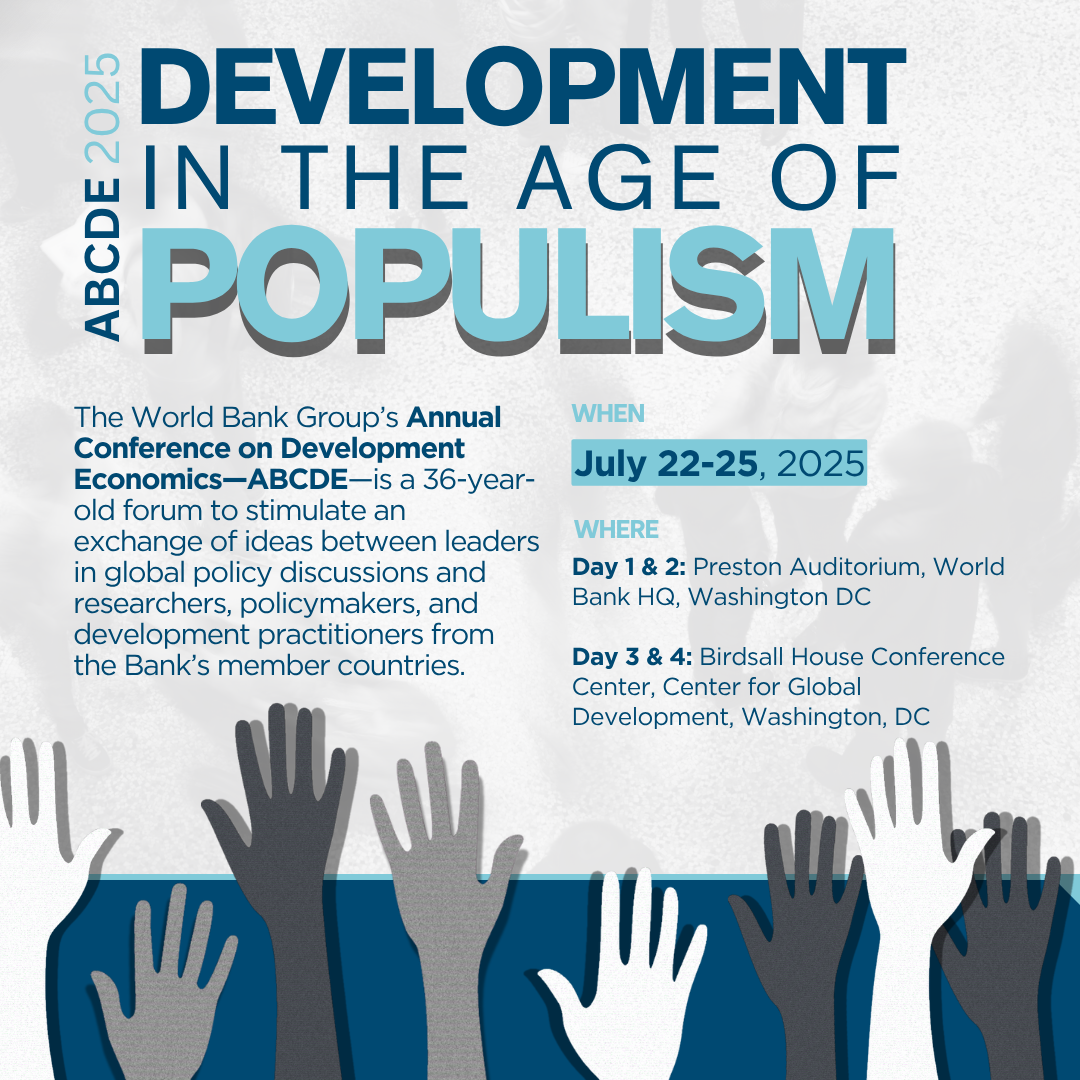 ABCDE 2025
DEVELOPMENT
IN THE AGE OF
POPULISM
The World Bank Group’s Annual
Conference on Development
Economics—ABCDE—is a 36-year-
old forum to stimulate an
exchange of ideas between leaders
in global policy discussions and
researchers, policymakers, and
development practitioners from
the Bank’s member countries.
WHEN
July 22-25, 2025
WHERE
Day 1 & 2: Preston Auditorium, World
Bank HQ, Washington DC
Day 3 & 4: Birdsall House Conference
Center, Center for Global
Development, Washington, DC